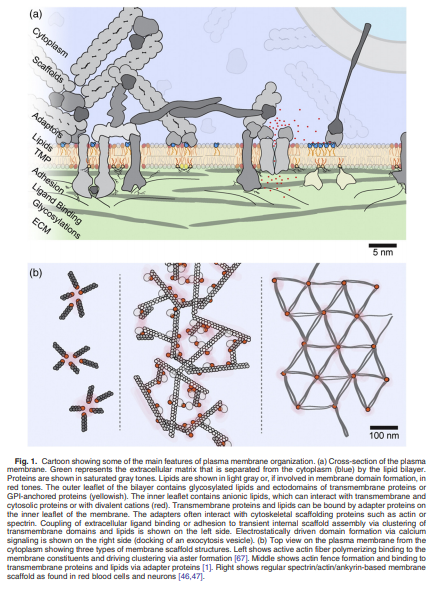 (a)
Cytoplasm
Scaffolds
Adaptors
Lipids
TMP
Adhesion
Ligand Binding
Glycosylations
ECM
5 nm
(b)
100 nm
Fig. 1. Cartoon showing some of the main features of plasma membrane organization. (a) Cross-section of the plasma
membrane. Green represents the extracellular matrix that is separated from the cytoplasm (blue) by the lipid bilayer.
Proteins are shown in saturated gray tones. Lipids are shown in light gray or, if involved in membrane domain formation, in
red tones. The outer leaflet of the bilayer contains glycosylated lipids and ectodomains of transmembrane proteins or
GPI-anchored proteins (yellowish). The inner leaflet contains anionic lipids, which can interact with transmembrane and
cytosolic proteins or with divalent cations (red). Transmembrane proteins and lipids can be bound by adapter proteins on
the inner leaflet of the membrane. The adapters often interact with cytoskeletal scaffolding proteins such as actin or
spectrin. Coupling of extracellular ligand binding or adhesion to transient internal scaffold assembly via clustering of
transmembrane domains and lipids is shown on the left side. Electrostatically driven domain formation via calcium
signaling is shown on the right side (docking of an exocytosis vesicle). (b) Top view on the plasma membrane from the
cytoplasm showing three types of membrane scaffold structures. Left shows active actin fiber polymerizing binding to the
membrane constituents and driving clustering via aster formation [67]. Middle shows actin fence formation and binding to
transmembrane proteins and lipids via adapter proteins [1]. Right shows regular spectrin/actin/ankyrin-based membrane
scaffold as found in red blood cells and neurons [46,47].